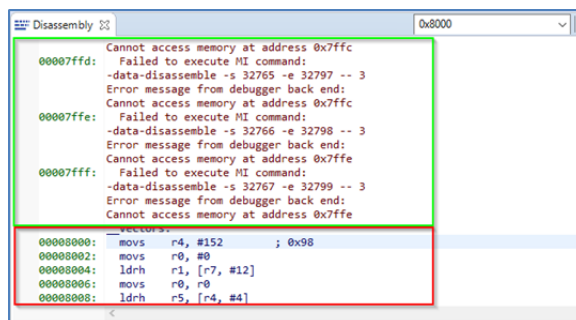 Disassembly
0x8000
Cannot access memory at address 0x7ffc
00007ffd: Failed to execute MI command:
-data-disassemble -s 32765 -e 32797 -- 3
Error message from debugger back end:
Cannot access memory at address 0x7ffc
00007ffe: Failed to execute MI command:
-data-disassemble -s 32766 -e 32798 -- 3
Error message from debugger back end:
Cannot access memory at address 0x7ffe
00007fff: Failed to execute MI command:
-data-disassemble -s 32767 -e 32799 -- 3
Error message from debugger back end:
Cannot access memory at address 0x7ffe
__vectors:
00008000: movs r4, #152 ; 0x98
00008002: movs r0, #0
00008004: ldrh r1, [r7, #12]
00008006: movs r0, r0
00008008: ldrh r5, [r4, #4]